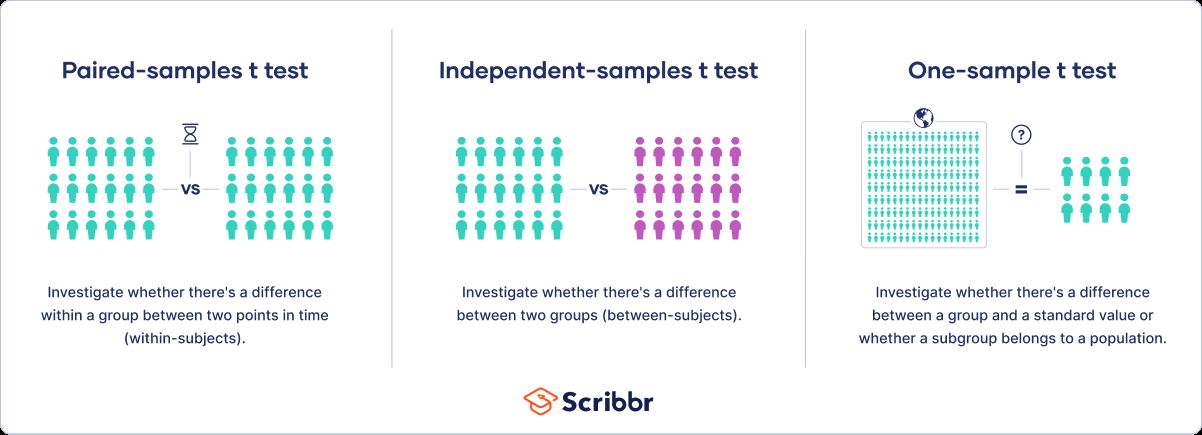 Paired-samples t test
vs
Investigate whether there's a difference
within a group between two points in time
(within-subjects).
Independent-samples t test
vs
Investigate whether there's a difference
between two groups (between-subjects).
One-sample t test
?
=
Investigate whether there's a difference
between a group and a standard value or
whether a subgroup belongs to a population.
Scribbr